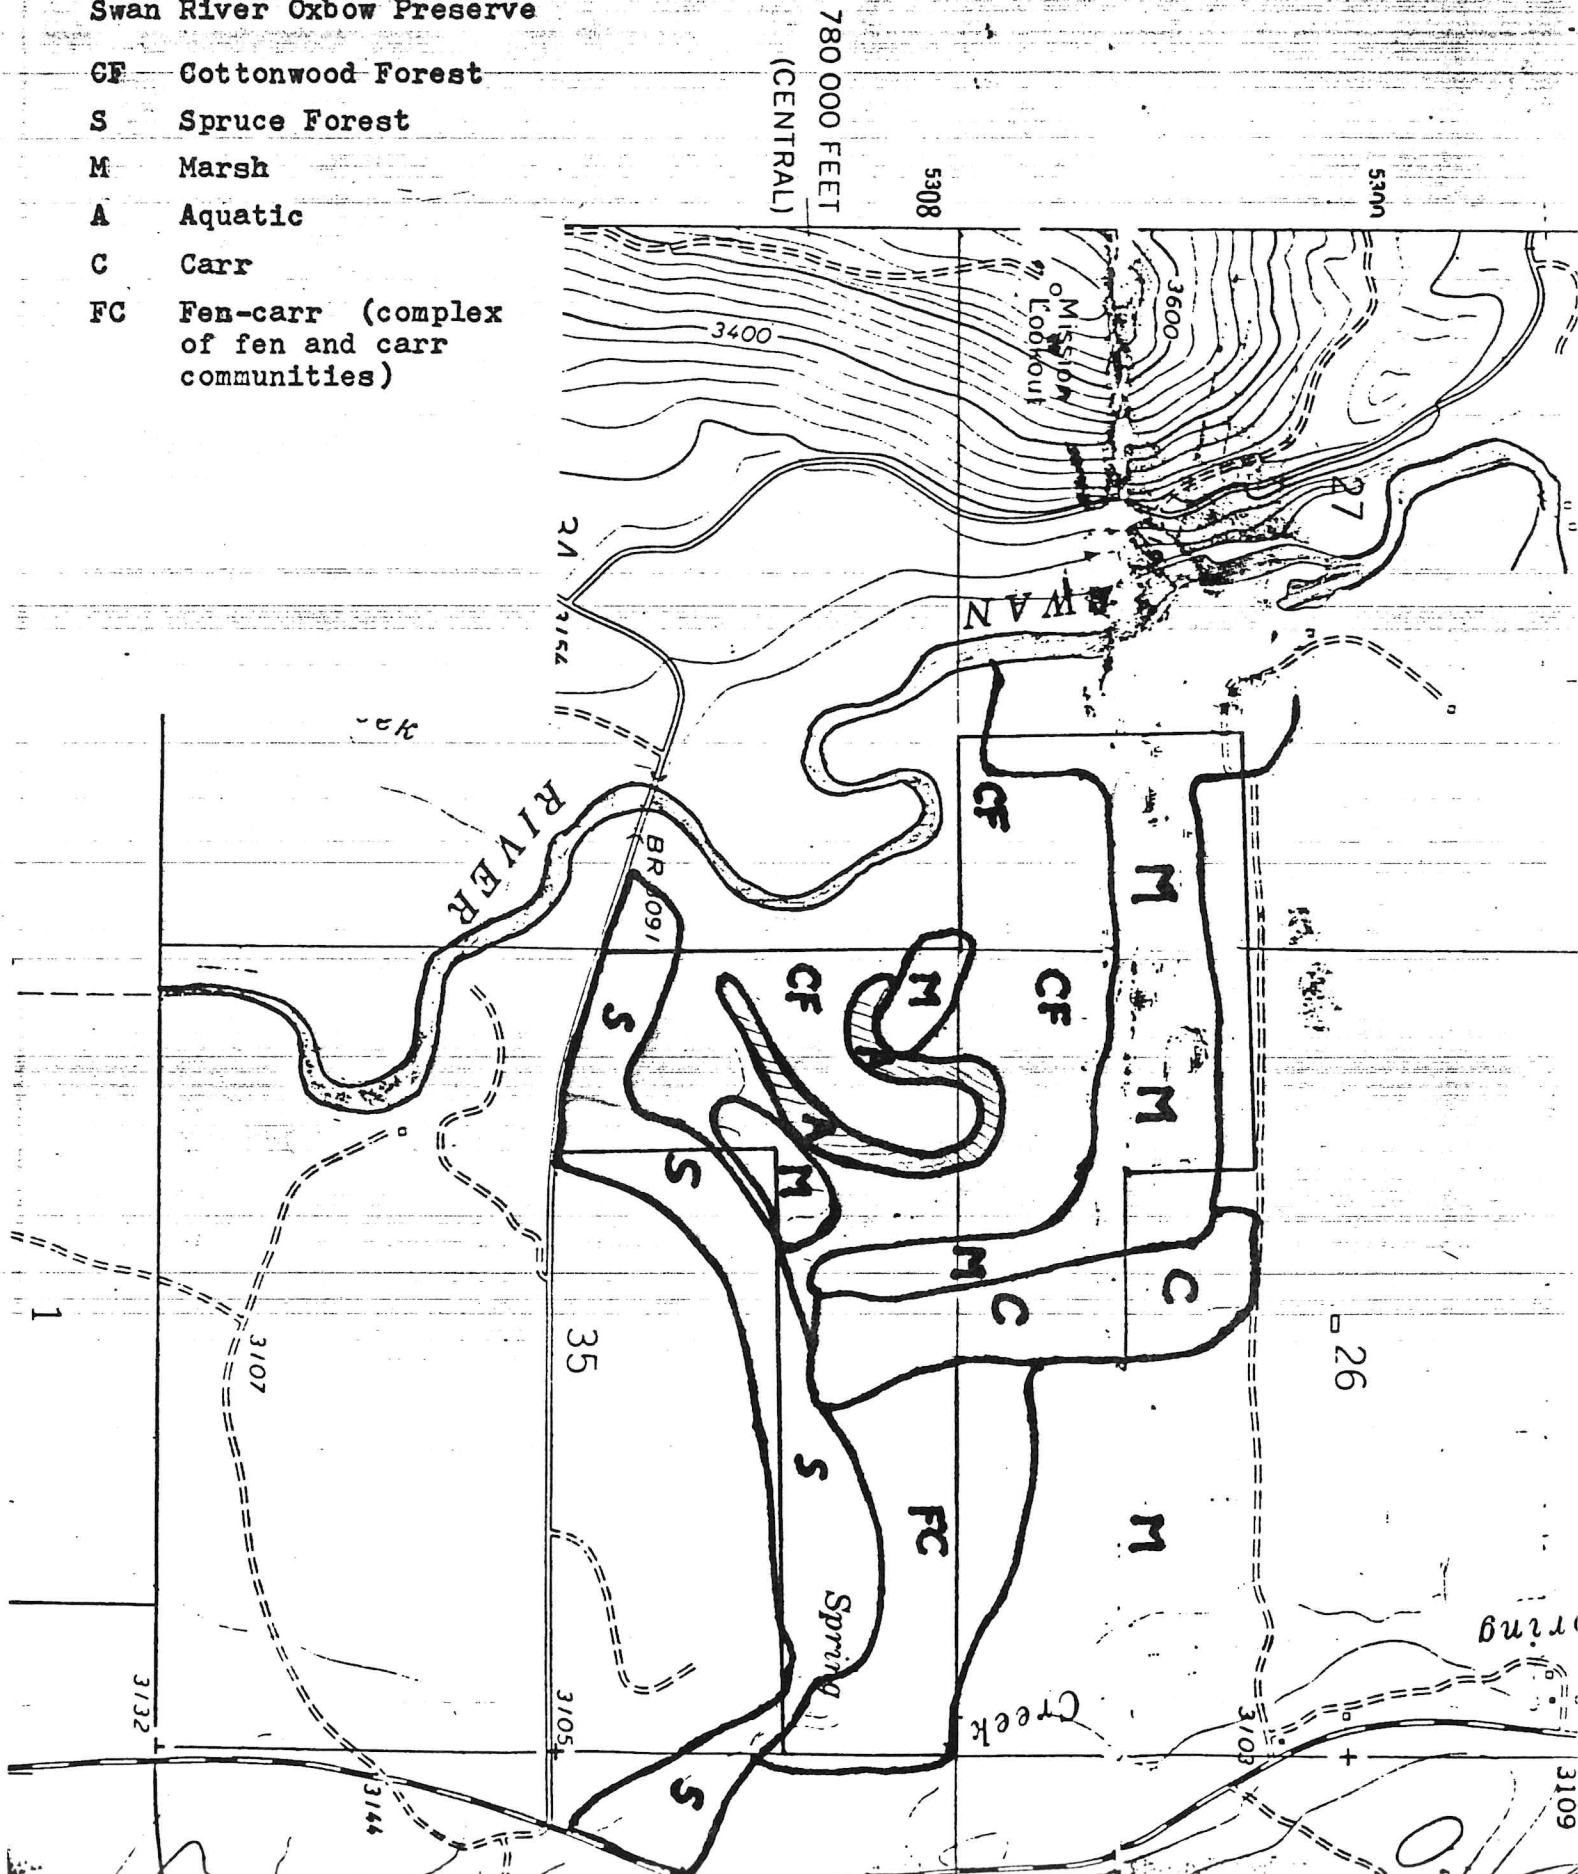 Swan River Oxbow Preserve
CF Cottonwood Forest
S Spruce Forest
M Marsh
A Aquatic
C Carr
FC Fen-carr (complex
of fen and carr
communities)
780 000 FEET
(CENTRAL)
5308
3600
Mission
Lookout
3400
27
WAN
RIVER
BR
CF
M
CF
M
CF
S
M
A
S
M
M
C
C
1
35
26
3107
S
FC
M
Spring
Creek
3132
3105
3103
3109
3144
S